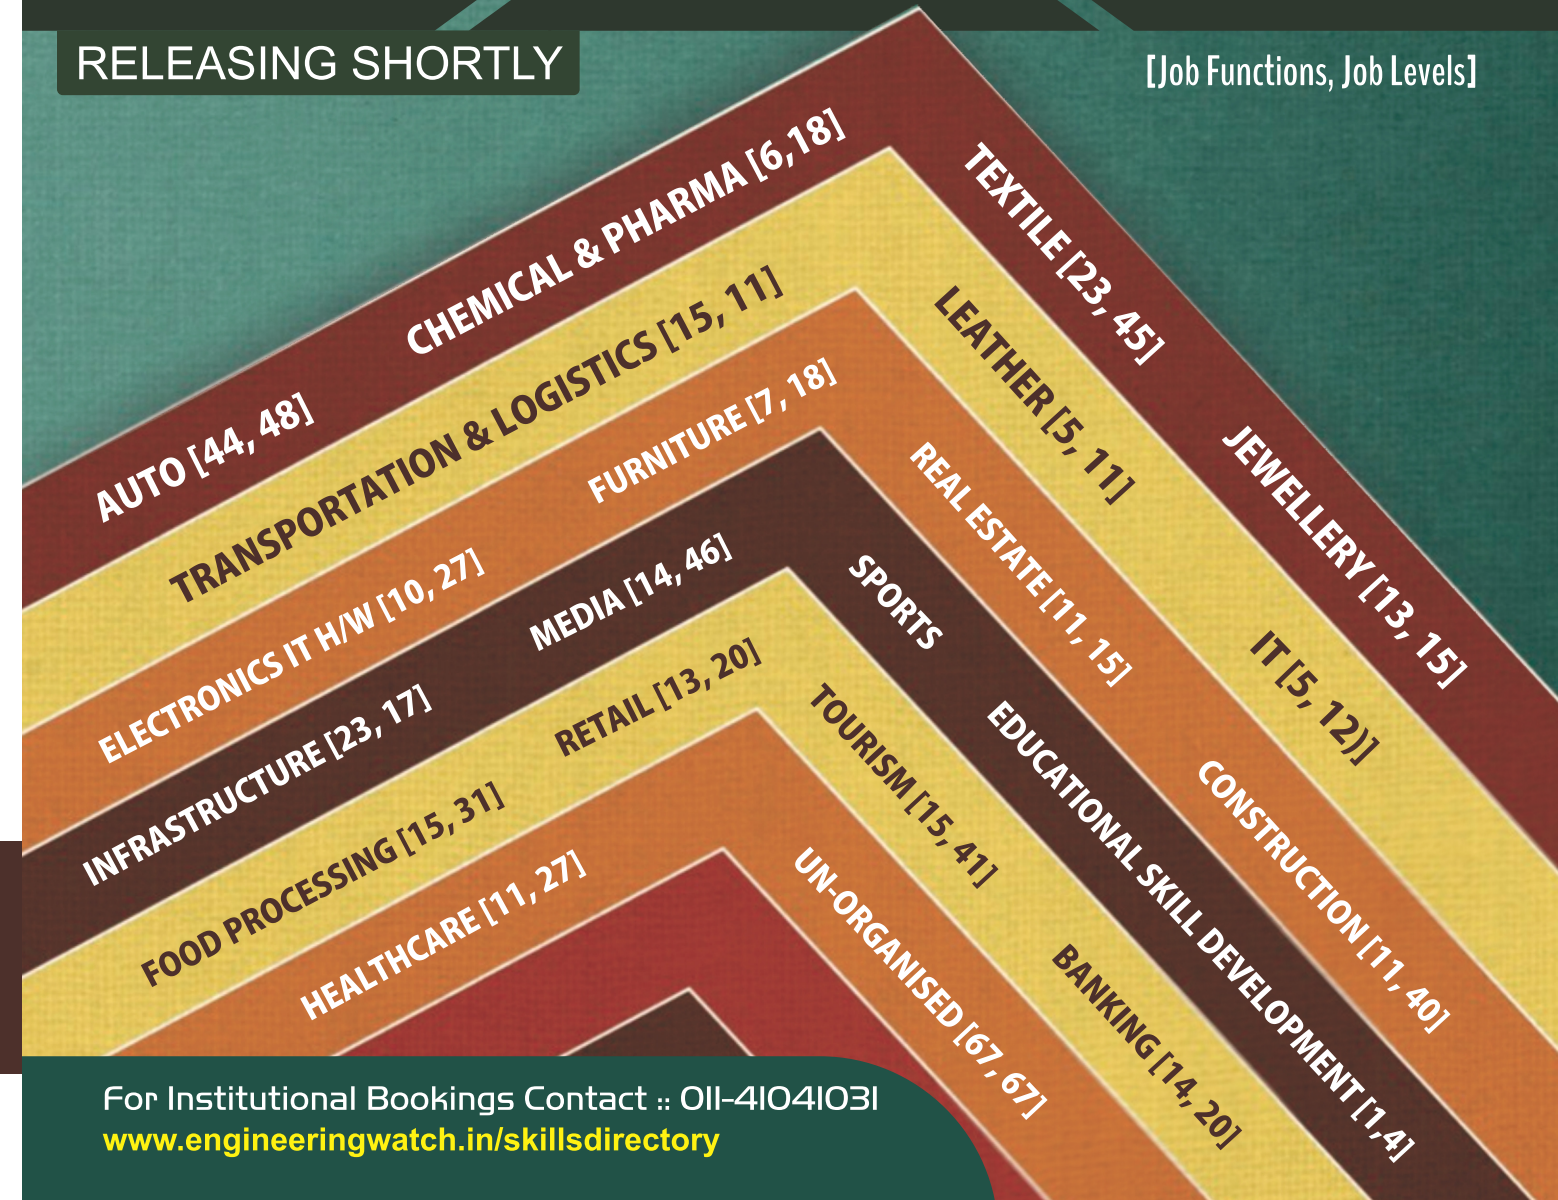 RELEASING SHORTLY
[Job Functions, Job Levels]
AUTO [44, 48]
CHEMICAL & PHARMA [6,18]
TEXTILE [23, 45]
JEWELLERY [13, 15]
TRANSPORTATION & LOGISTICS [15, 11]
LEATHER [5, 11]
IT [5, 12)]
ELECTRONICS IT H/W [10, 27]
FURNITURE [7, 18]
REAL ESTATE [11, 15]
CONSTRUCTION [11, 40]
INFRASTRUCTURE [23, 17]
MEDIA [14, 46]
SPORTS
EDUCATIONAL SKILL DEVELOPMENT [1,4]
FOOD PROCESSING [15, 31]
RETAIL [13, 20]
TOURISM [15, 41]
BANKING [14, 20]
HEALTHCARE [11, 27]
UN-ORGANISED [67, 67]
For Institutional Bookings Contact :: 011-41041031
www.engineeringwatch.in/skillsdirectory